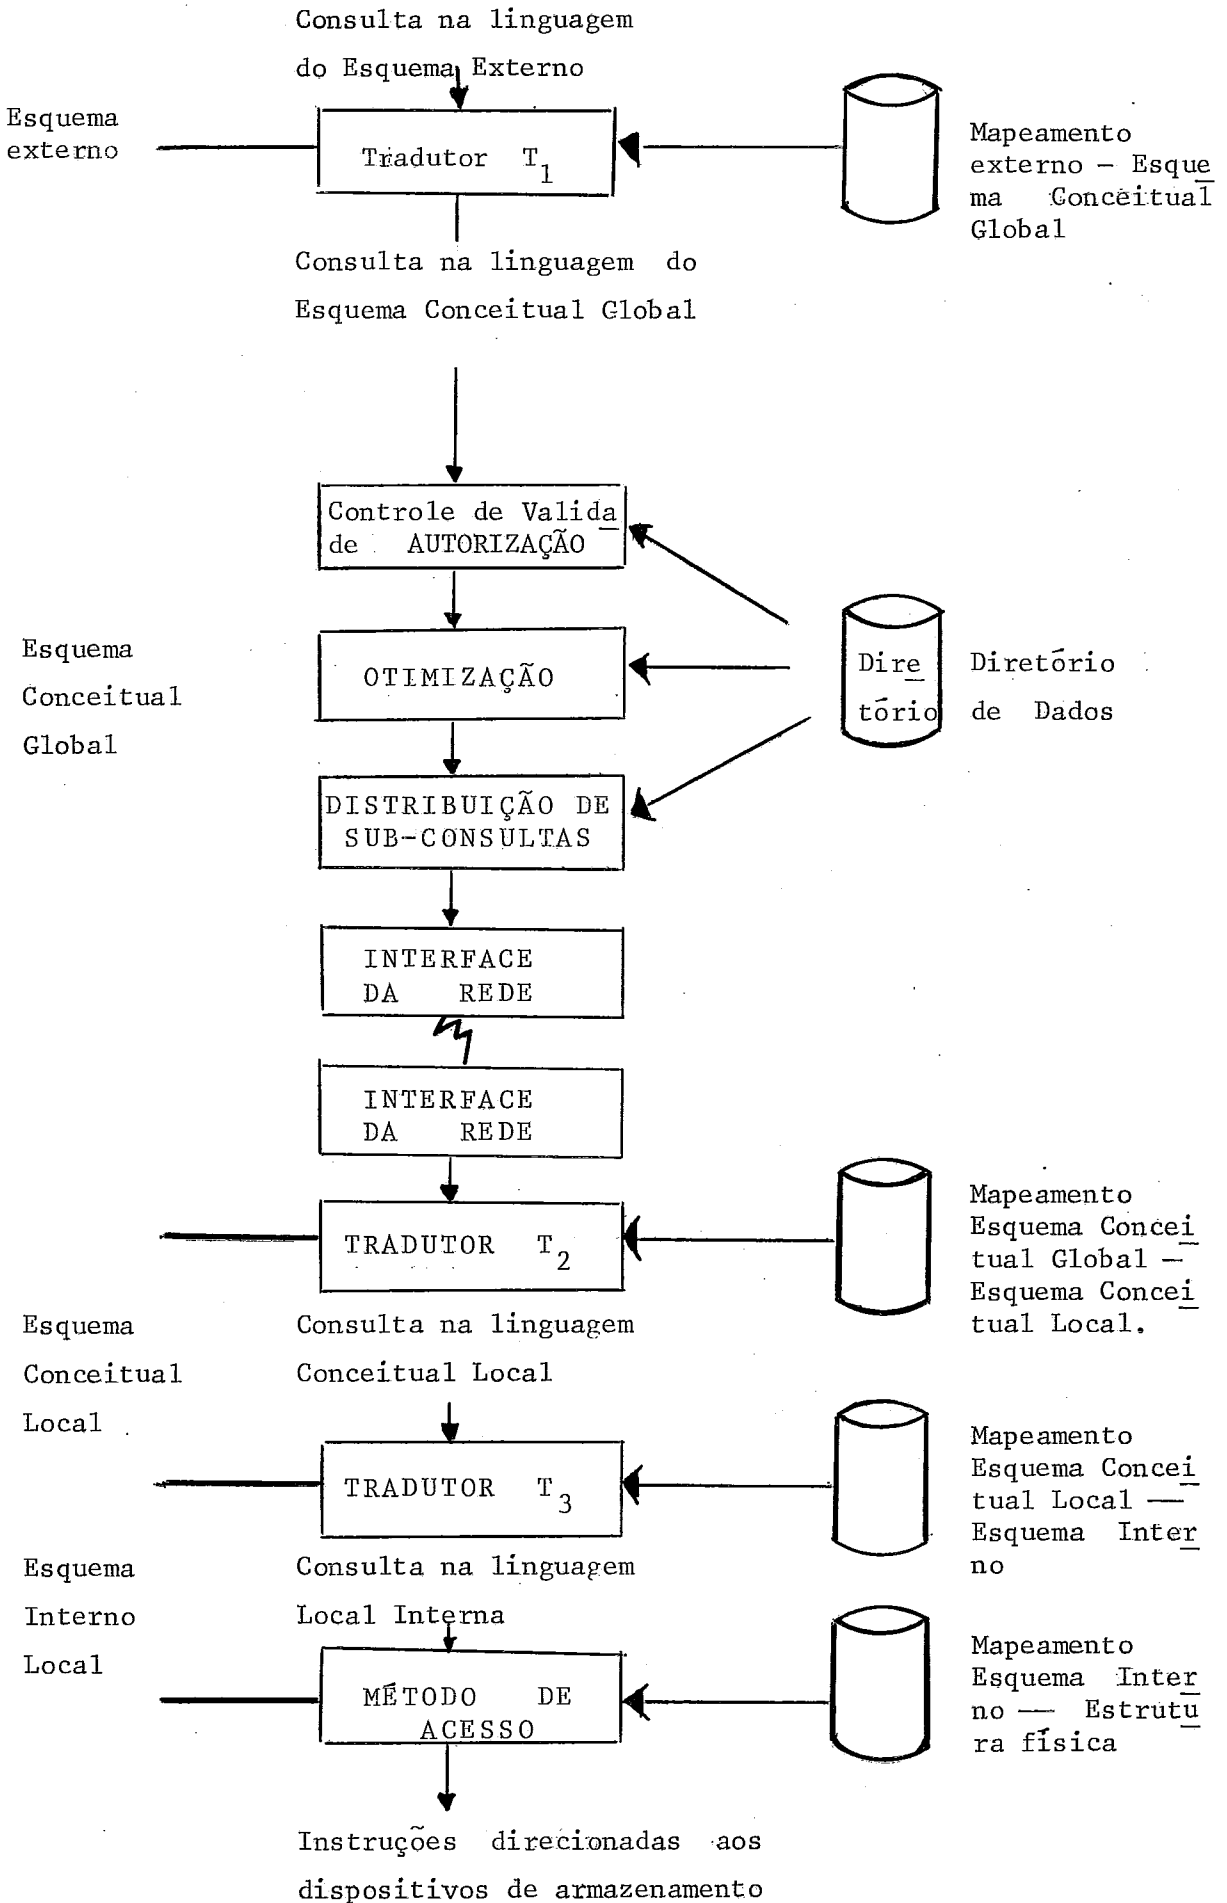 Consulta na linguagem
do Esquema Externo
Esquema
externo
Tradutor T1
Mapeamento
externo — Esque
ma Conceitual
Global
Consulta na linguagem do
Esquema Conceitual Global
Controle de Valida
de AUTORIZAÇÃO
Esquema
Conceitual
Global
OTIMIZAÇÃO
Dire
tório
Diretório
de Dados
DISTRIBUIÇÃO DE
SUB-CONSULTAS
INTERFACE
DA REDE
INTERFACE
DA REDE
TRADUTOR T2
Mapeamento
Esquema Concei
tual Global —
Esquema Concei
tual Local.
Esquema
Conceitual
Local
Consulta na linguagem
Conceitual Local
TRADUTOR T3
Mapeamento
Esquema Concei
tual Local —
Esquema Inter
no
Esquema
Interno
Local
Consulta na linguagem
Local Interna
MÉTODO DE
ACESSO
Mapeamento
Esquema Inter
no — Estrutu
ra física
Instruções direcionadas aos
dispositivos de armazenamento